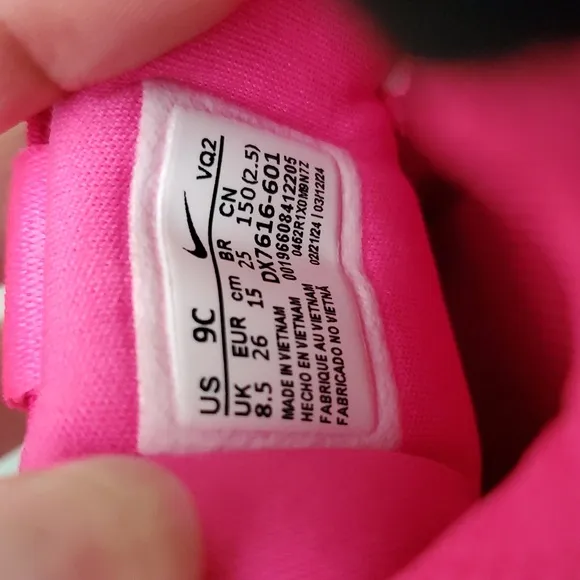 US 9C VQ2
UK EUR cm BR CN
8.5 26 15 25 150(2.5)
MADE IN VIETNAM DX7616-601
HECHO EN VIETNAM 00196608412205
FABRIQUE AU VIETNAM 0462R1X0M9N7Z
FABRICADO NO VIETNÃ 02/21/24 | 03/12/24